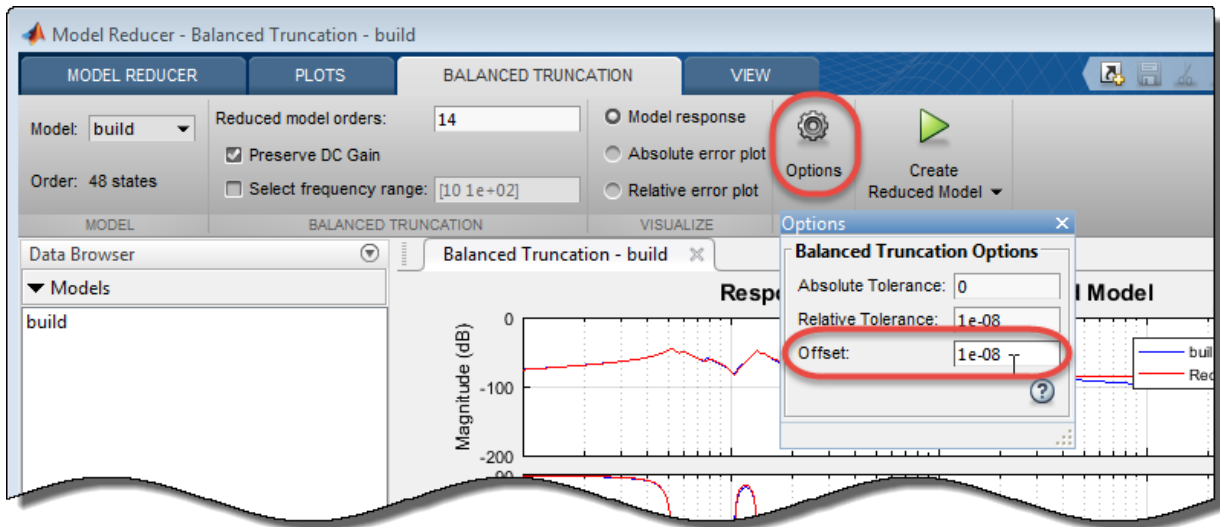 Model Reducer - Balanced Truncation - build
MODEL REDUCER PLOTS BALANCED TRUNCATION VIEW
Model: build
Order: 48 states
MODEL
Reduced model orders: 14
Preserve DC Gain
Select frequency range: [10 1e+02]
BALANCED TRUNCATION
Model response
Absolute error plot
Relative error plot
VISUALIZE
Options
Create
Reduced Model
Data Browser
Models
build
Balanced Truncation - build
Options
Balanced Truncation Options
Absolute Tolerance: 0
Relative Tolerance: 1e-08
Offset: 1e-08
Resp
Model
Magnitude (dB)
0
-100
-200
buil
Rec